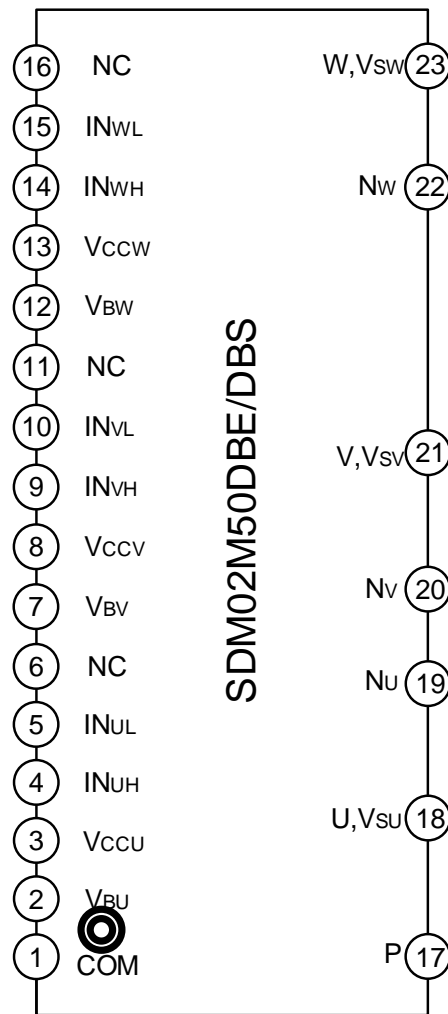 16 NC W,VSW 23
15 INWL
14 INWH NW 22
13 VCCW
12 VBW
11 NC
10 INVL V,VSV 21
9 INVH
8 VCCV NV 20
7 VBV
6 NC NU 19
5 INUL
4 INUH U,VSU 18
3 VCCU
2 VBU
1 COM P 17
SDM02M50DBE/DBS